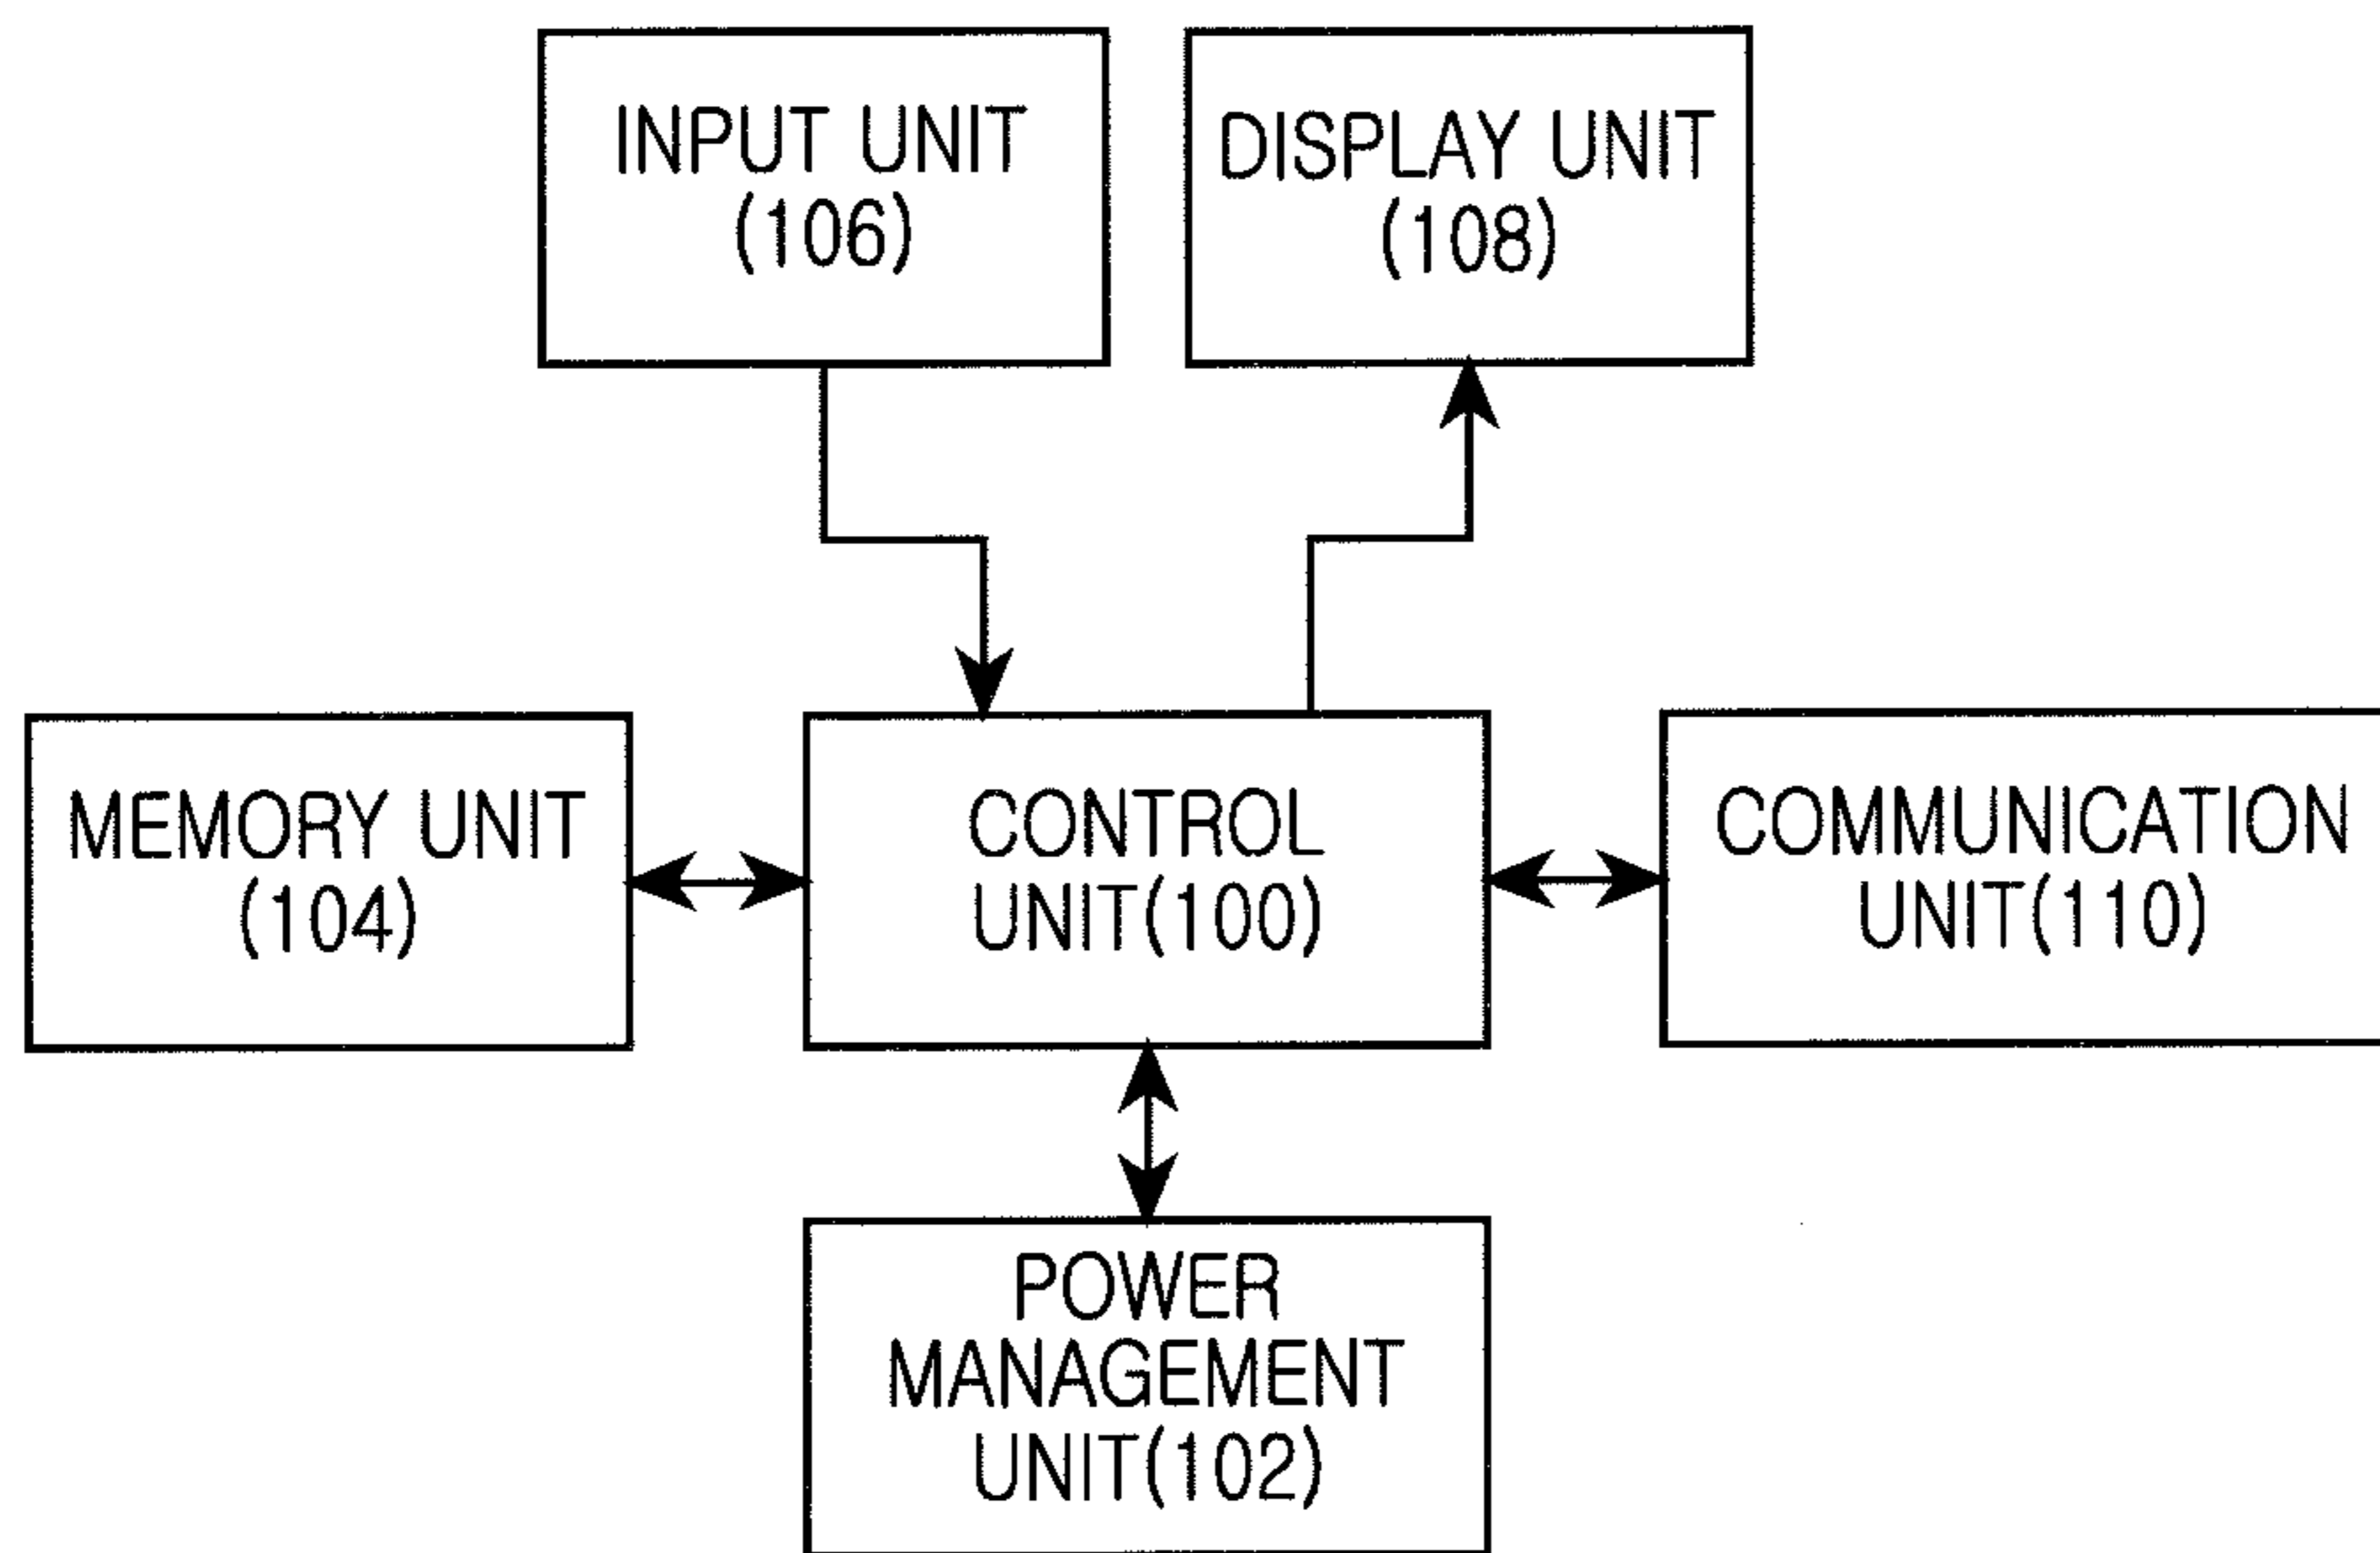 INPUT UNIT
(106)
DISPLAY UNIT
(108)
MEMORY UNIT
(104)
CONTROL
UNIT(100)
COMMUNICATION
UNIT(110)
POWER
MANAGEMENT
UNIT(102)